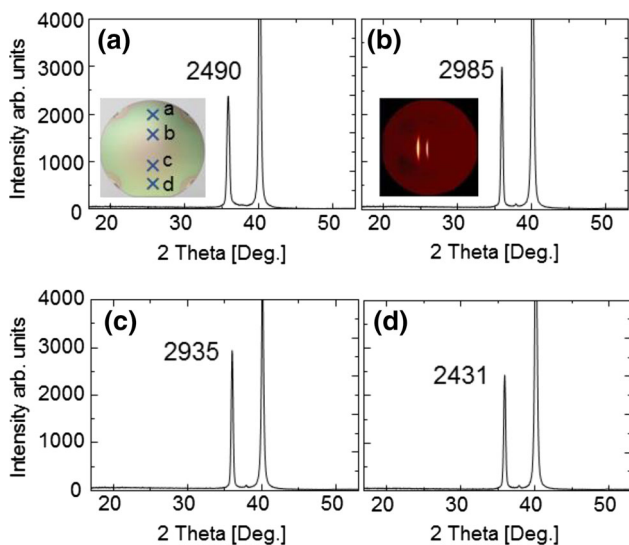 (a)
2490
a
b
c
d
4000
3000
2000
1000
0
Intensity arb. units
20
30
40
50
2 Theta [Deg.]
(b)
2985
20
30
40
50
2 Theta [Deg.]
(c)
2935
4000
3000
2000
1000
0
Intensity arb. units
20
30
40
50
2 Theta [Deg.]
(d)
2431
20
30
40
50
2 Theta [Deg.]